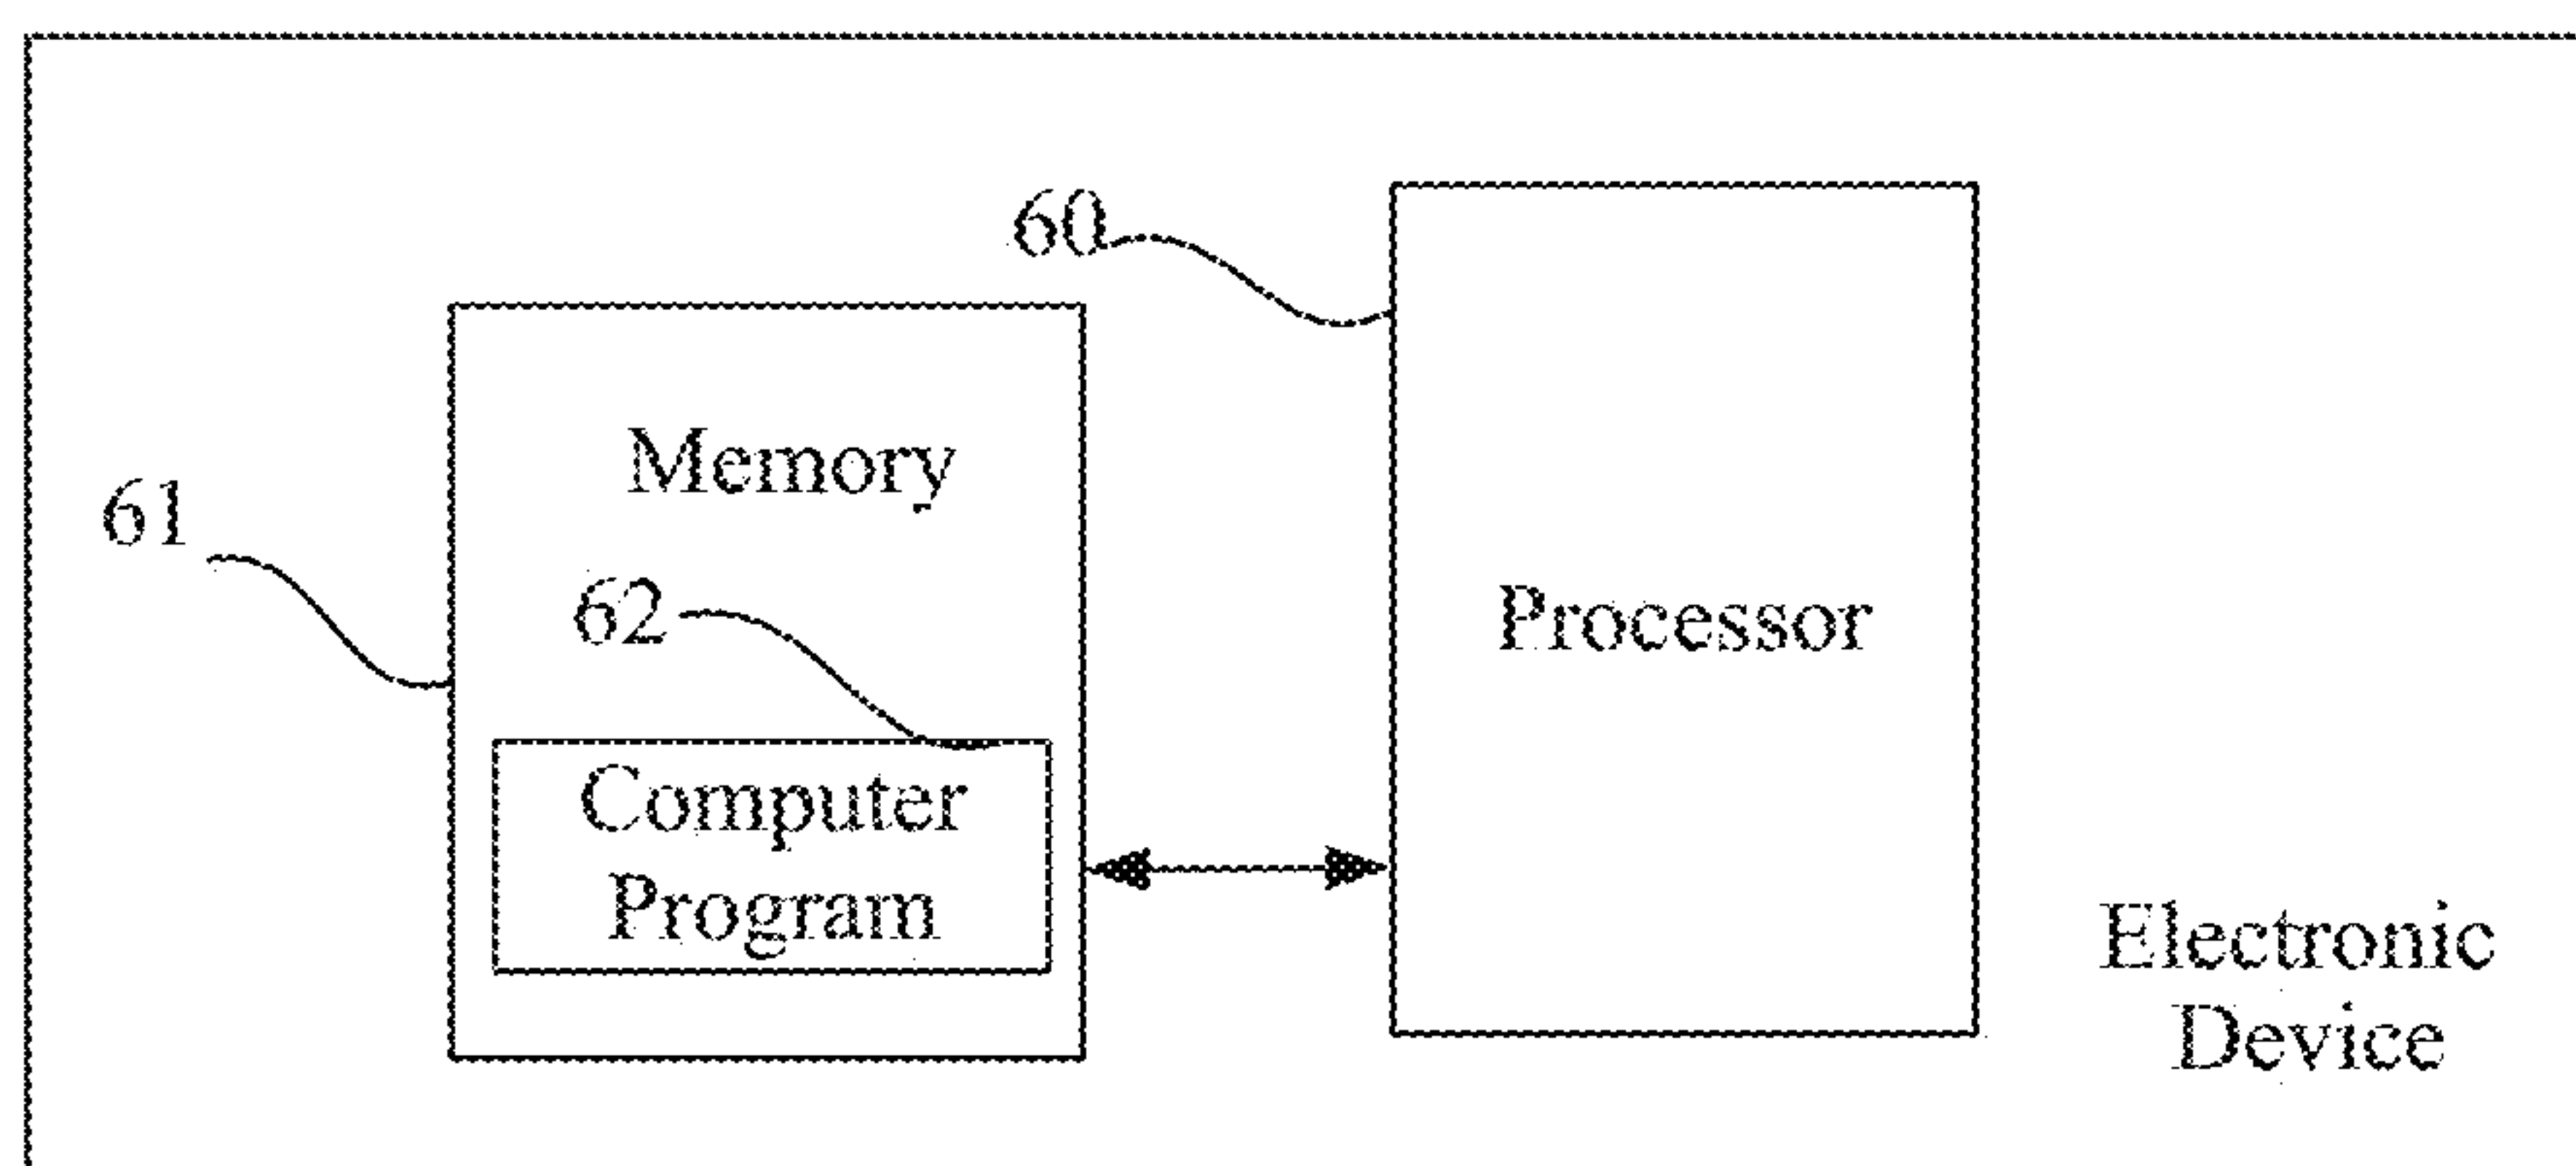 60
Memory
61
62
Processor
Computer
Program
Electronic
Device